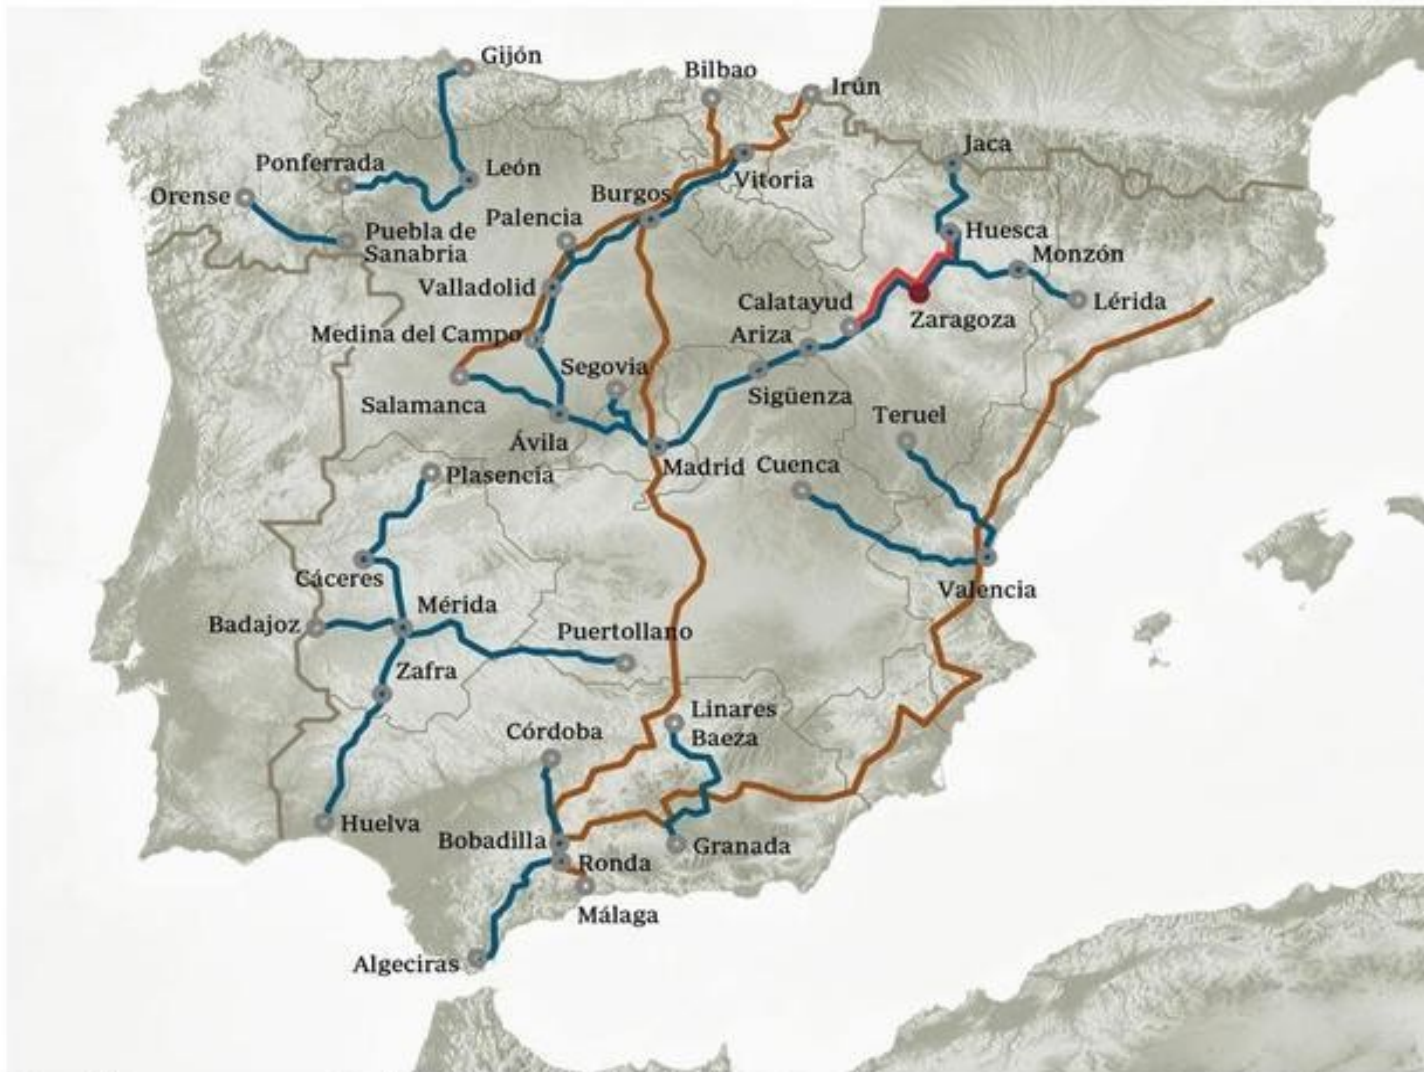 Gijón
Bilbao
Irún
Jaca
Ponferrada
León
Orense
Vitoria
Burgos
Palencia
Puebla de
Sanabria
Huesca
Monzón
Valladolid
Calatayud
Lérida
Zaragoza
Medina del Campo
Ariza
Segovia
Sigüenza
Salamanca
Teruel
Ávila
Madrid
Cuenca
Plasencia
Cáceres
Valencia
Mérida
Badajoz
Puertollano
Zafra
Linares
Baeza
Córdoba
Huelva
Bobadilla
Granada
Ronda
Málaga
Algeciras